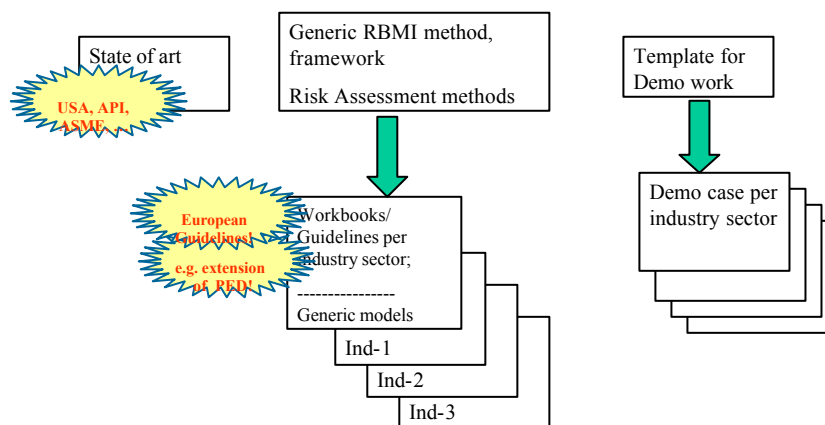 State of art
USA, API,
ASME, ...
Generic RBMI method,
framework
Risk Assessment methods
Template for
Demo work
European
Guidelines!
e.g. extension
of PED!
Workbooks/
Guidelines per
industry sector;
-----------------
Generic models
Ind-1
Ind-2
Ind-3
Demo case per
industry sector